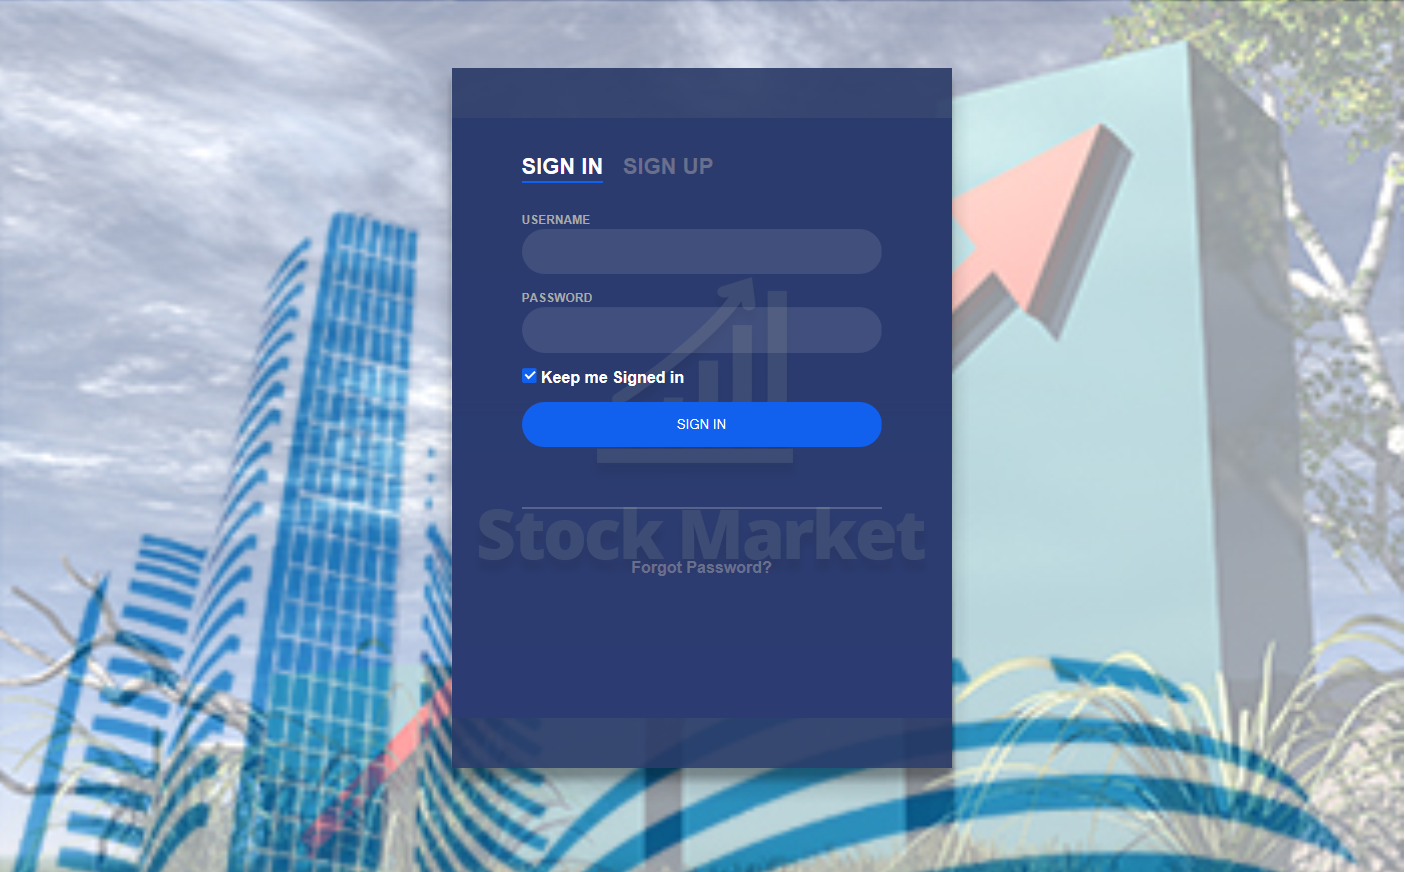 SIGN IN SIGN UP
USERNAME
PASSWORD
Keep me Signed in
SIGN IN
Stock Market
Forgot Password?